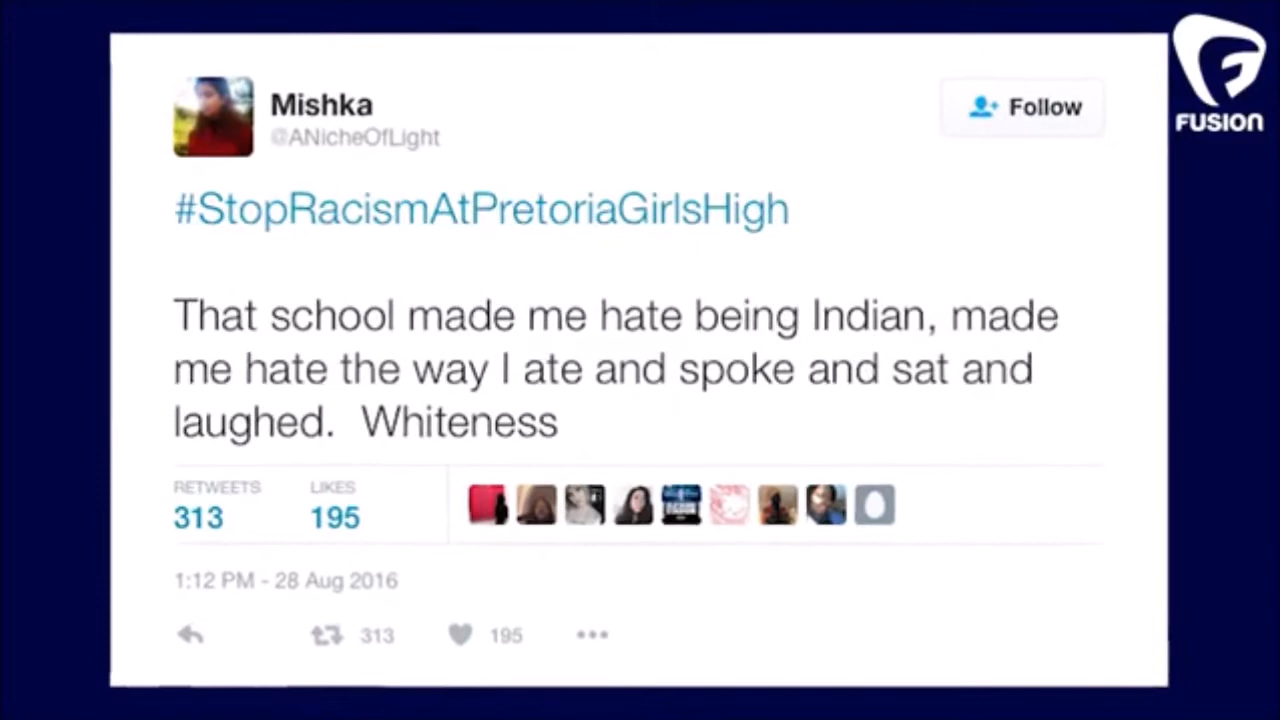 Mishka
@ANicheOfLight
Follow
FUSION
#StopRacismAtPretoriaGirlsHigh
That school made me hate being Indian, made
me hate the way I ate and spoke and sat and
laughed.  Whiteness
RETWEETS LIKES
313 195
1:12 PM - 28 Aug 2016
313 195